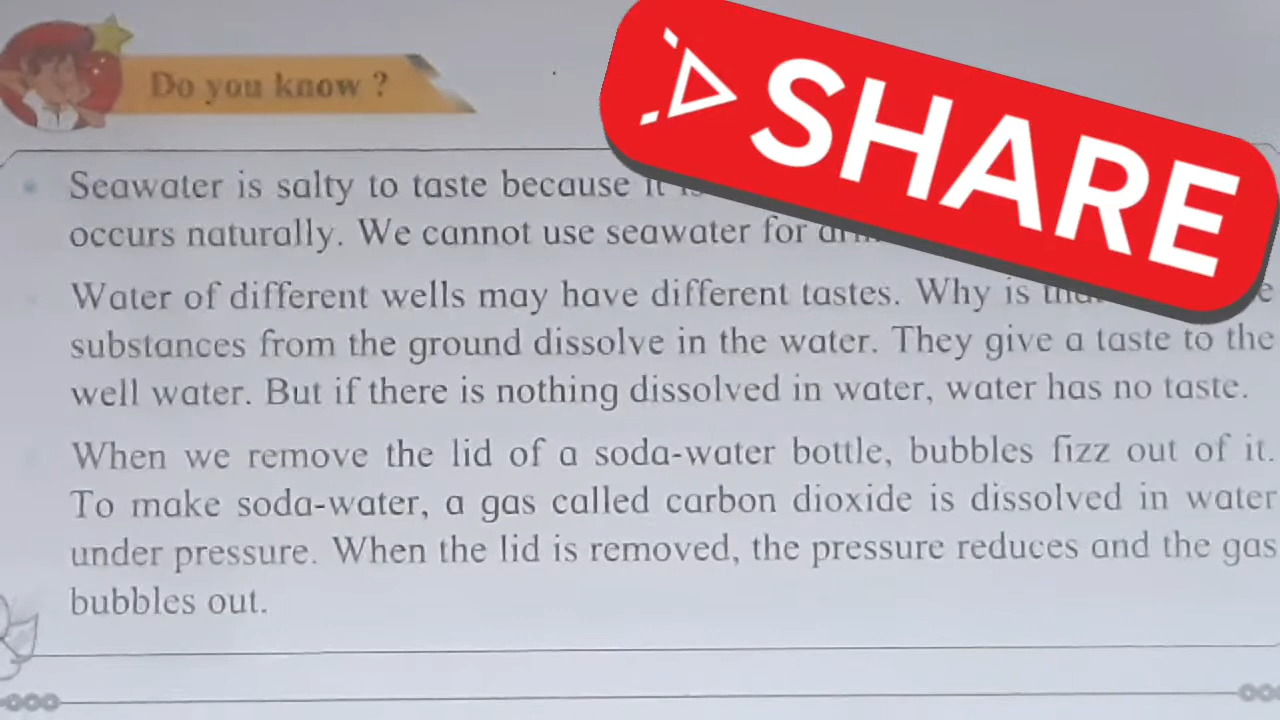 Do you know ?
SHARE
Seawater is salty to taste because it
occurs naturally. We cannot use seawater for
Water of different wells may have different tastes. Why is
substances from the ground dissolve in the water. They give a taste to the
well water. But if there is nothing dissolved in water, water has no taste.
When we remove the lid of a soda-water bottle, bubbles fizz out of it.
To make soda-water, a gas called carbon dioxide is dissolved in water
under pressure. When the lid is removed, the pressure reduces and the gas
bubbles out.